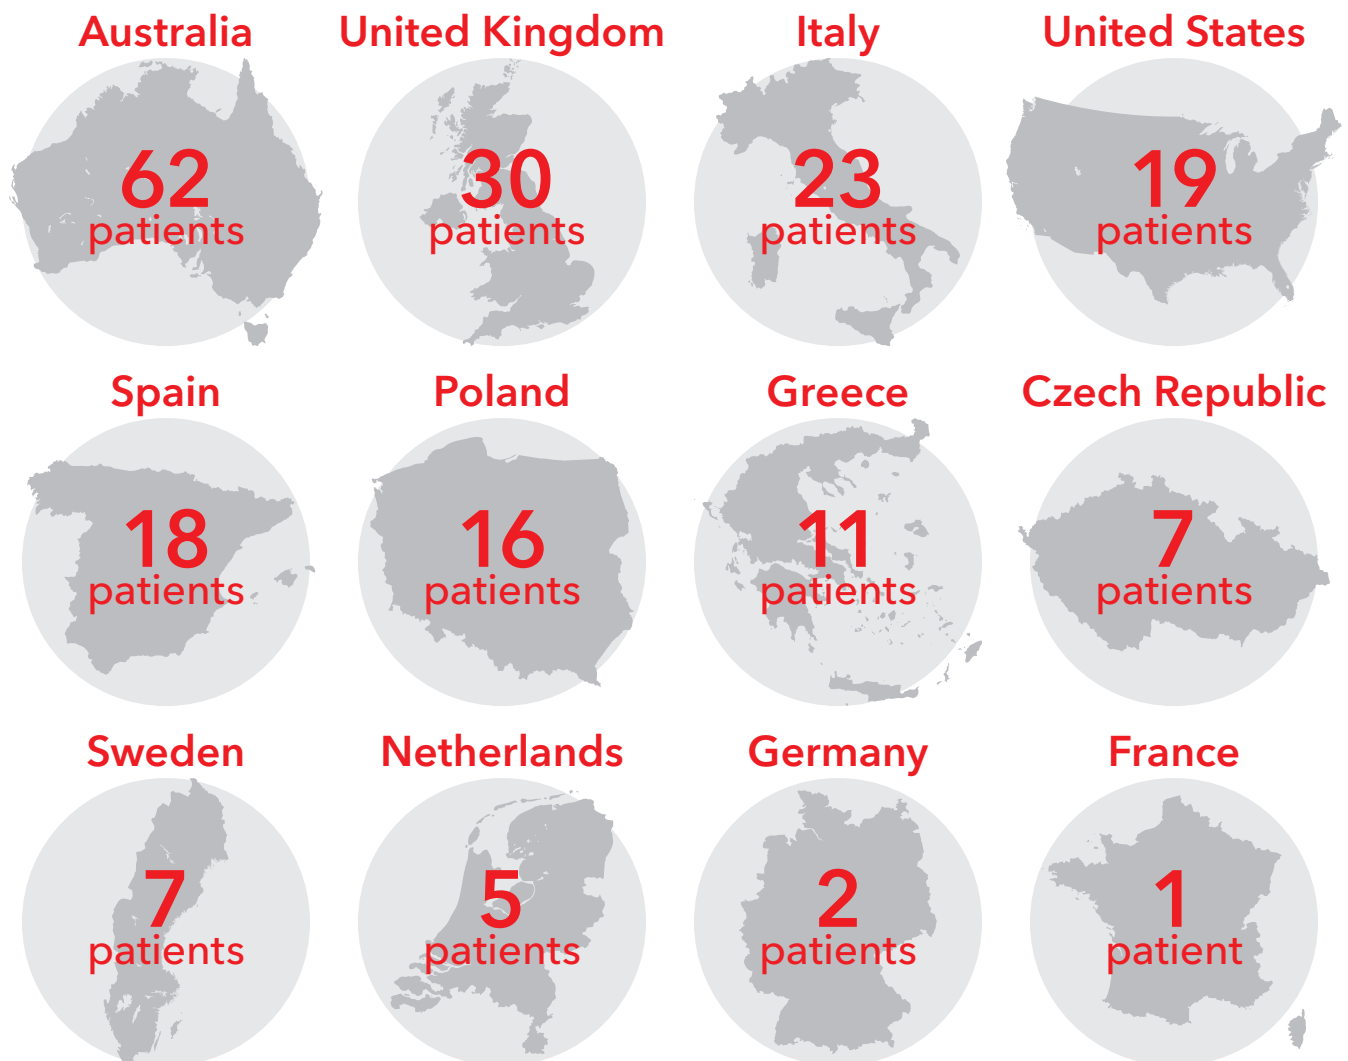 Australia
62
patients
United Kingdom
30
patients
Italy
23
patients
United States
19
patients
Spain
18
patients
Poland
16
patients
Greece
11
patients
Czech Republic
7
patients
Sweden
7
patients
Netherlands
5
patients
Germany
2
patients
France
1
patient